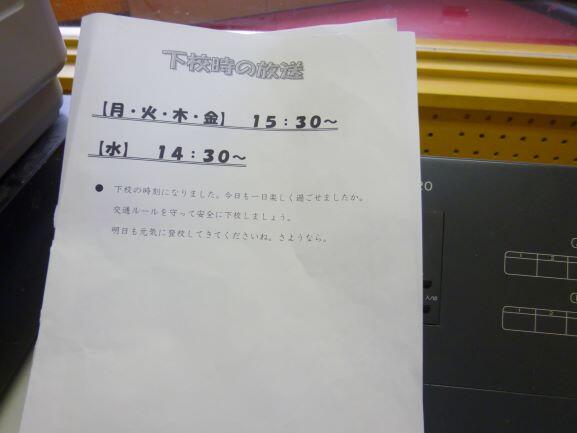 下校時の放送
【月・火・木・金】 15：30～
【水】 14：30～
● 下校の時刻になりました。今日も一日楽しく過ごせましたか。
交通ルールを守って安全に下校しましょう。
明日も元気に登校してきてくださいね。さようなら。